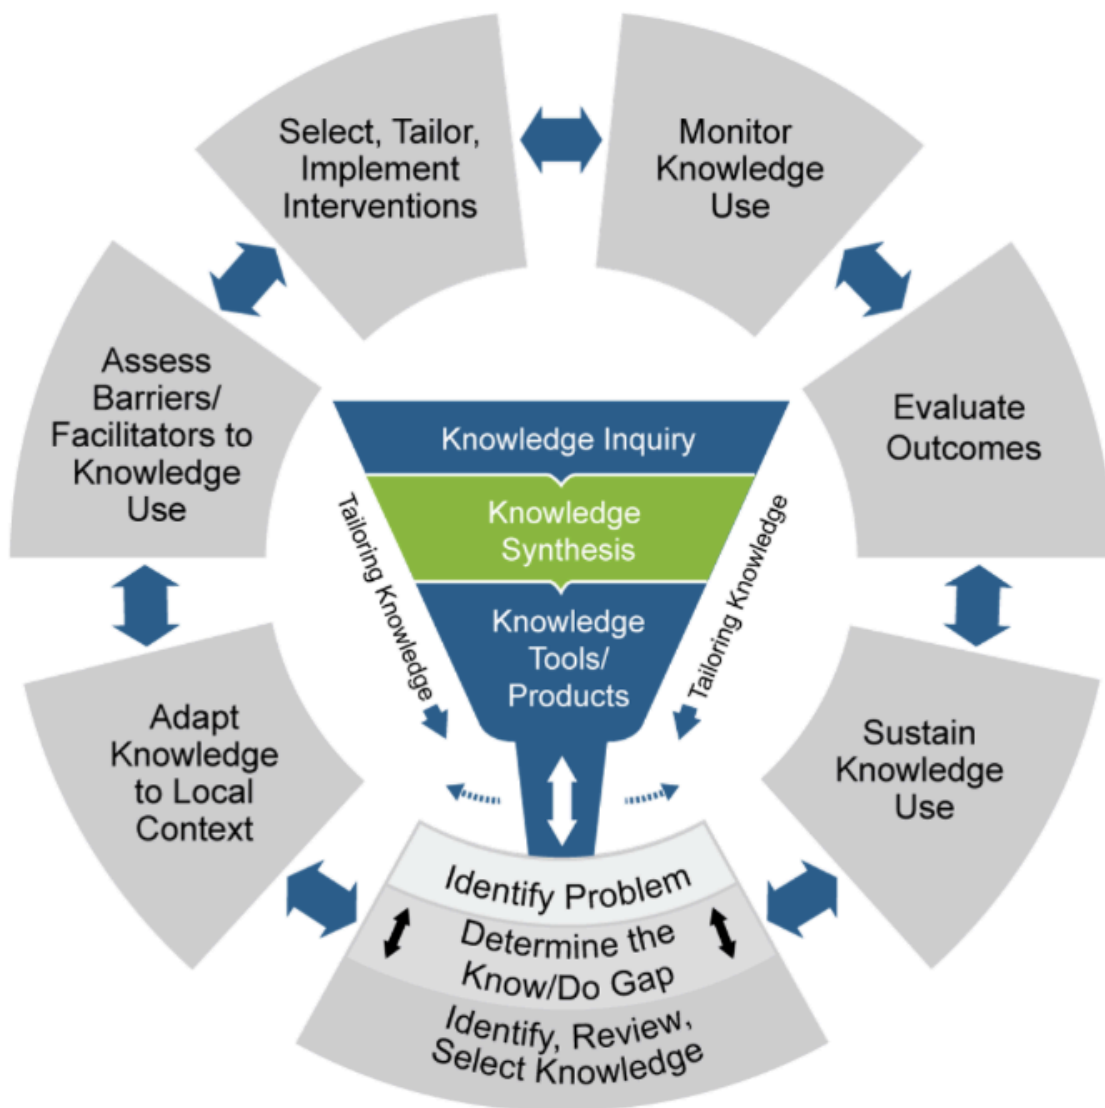 Select, Tailor,
Implement
Interventions
Monitor
Knowledge
Use
Assess
Barriers/
Facilitators to
Knowledge
Use
Evaluate
Outcomes
Knowledge Inquiry
Knowledge
Synthesis
Knowledge
Tools/
Products
Tailoring Knowledge
Tailoring Knowledge
Adapt
Knowledge
to Local
Context
Sustain
Knowledge
Use
Identify Problem
Determine the
Know/Do Gap
Identify, Review,
Select Knowledge